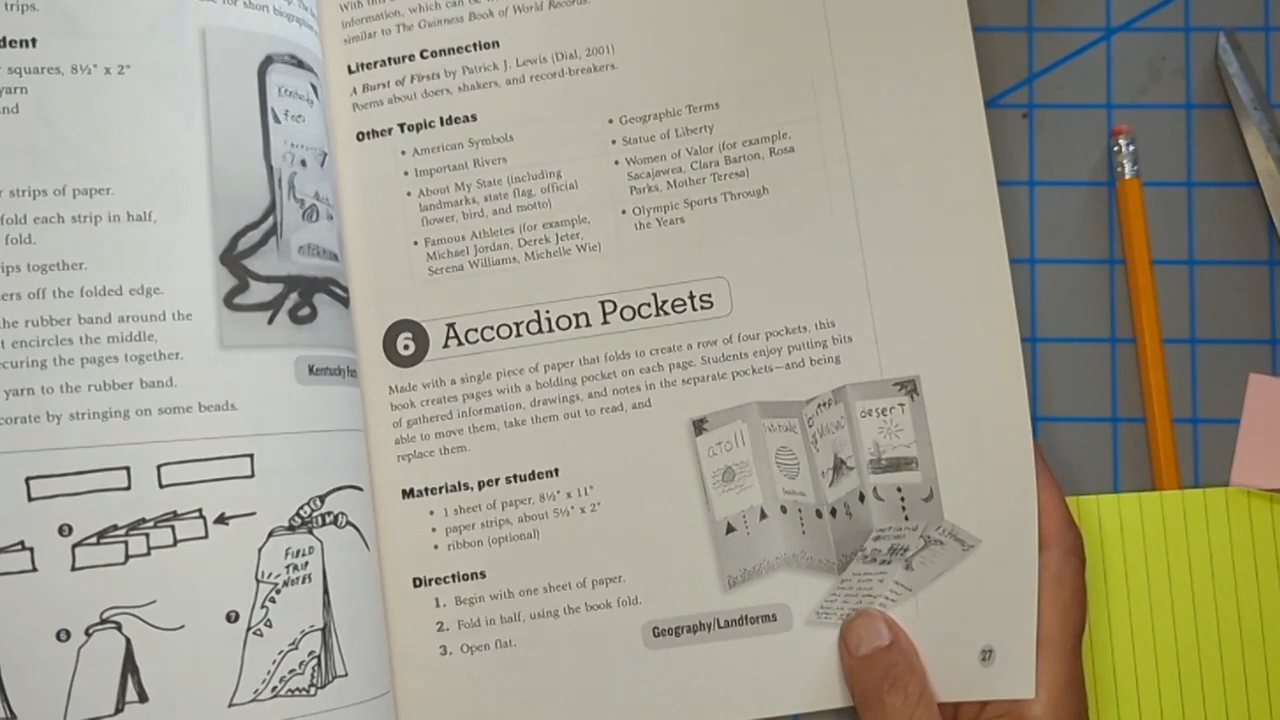 trips.
for short biographi
dent
squares, 8½" x 2"
yarn
nd
strips of paper.
fold each strip in half,
fold.
ips together.
ers off the folded edge.
the rubber band around the
t encircles the middle,
ecuring the pages together.
yarn to the rubber band.
corate by stringing on some beads.
Kentucky
Kentucky Fa
3
6
7
FIELD
TRIP
NOTES
With this
information, which can be
similar to The Guinness Book of World Records.
Literature Connection
A Burst of Firsts by Patrick J. Lewis (Dial, 2001)
Poems about doers, shakers, and record-breakers.
Other Topic Ideas
• American Symbols
• Important Rivers
• About My State (including
landmarks, state flag, official
flower, bird, and motto)
• Famous Athletes (for example,
Michael Jordan, Derek Jeter,
Serena Williams, Michelle Wie)
• Geographic Terms
• Statue of Liberty
• Women of Valor (for example,
Sacajawea, Clara Barton, Rosa
Parks, Mother Teresa)
• Olympic Sports Through
the Years
6 Accordion Pockets
Made with a single piece of paper that folds to create a row of four pockets, this
book creates pages with a holding pocket on each page. Students enjoy putting bits
of gathered information, drawings, and notes in the separate pockets—and being
able to move them, take them out to read, and
replace them.
Materials, per student
• 1 sheet of paper, 8½" x 11"
• paper strips, about 5½" x 2"
• ribbon (optional)
Directions
1. Begin with one sheet of paper.
2. Fold in half, using the book fold.
3. Open flat.
atoll
desert
Isthmus
Geography/Landforms
27